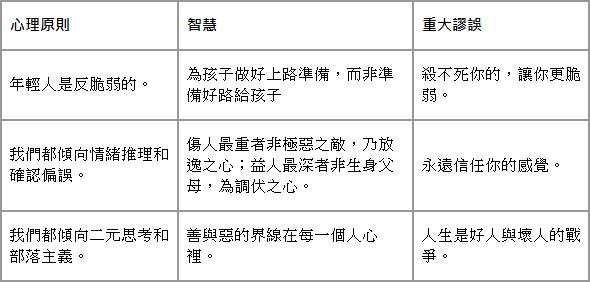 心理原則
智慧
重大謬誤
年輕人是反脆弱的。
為孩子做好上路準備，而非準
備好路給孩子
殺不死你的，讓你更脆
弱。
我們都傾向情緒推理和
確認偏誤。
傷人最重者非極惡之敵，乃放
逸之心；益人最深者非生身父
母，為調伏之心。
永遠信任你的感覺。
我們都傾向二元思考和
部落主義。
善與惡的界線在每一個人心
裡。
人生是好人與壞人的戰
爭。